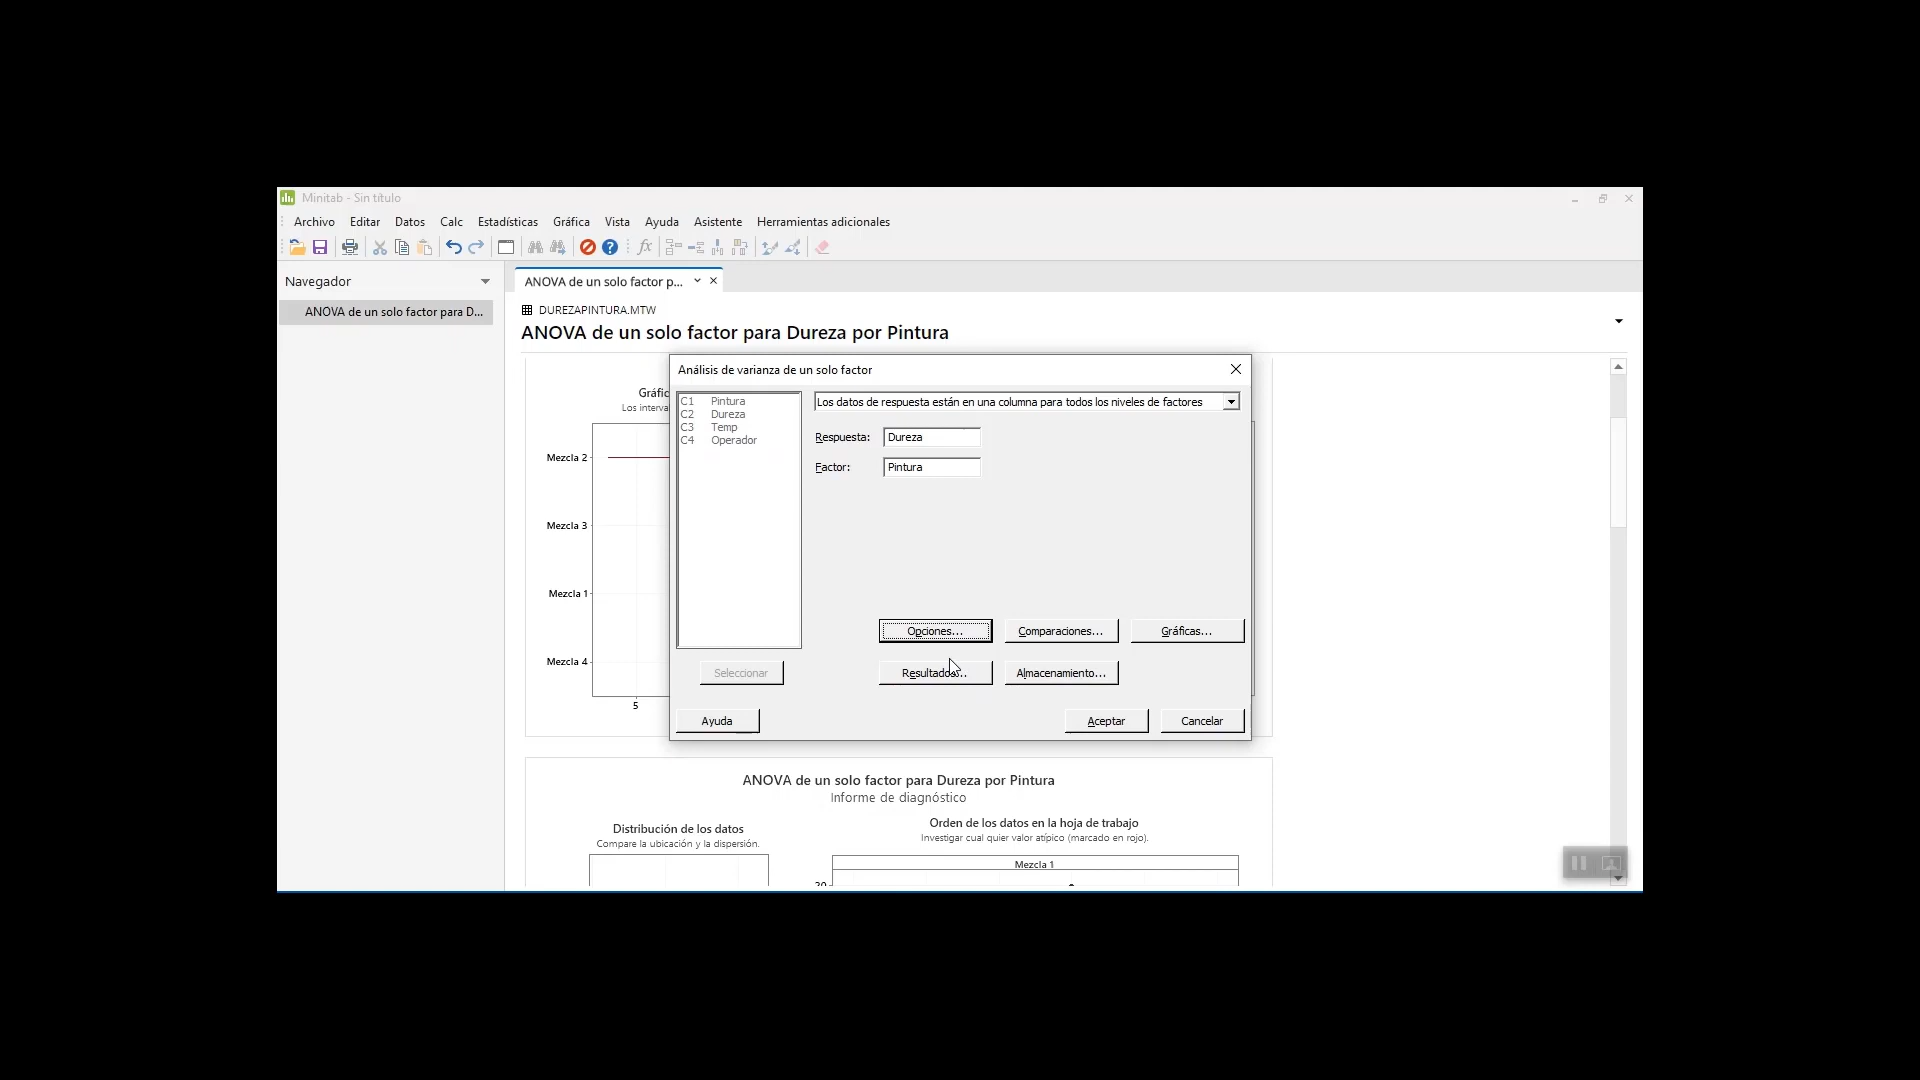 Minitab - Sin título
Archivo Editar Datos Calc Estadísticas Gráfica Vista Ayuda Asistente Herramientas adicionales
Navegador
ANOVA de un solo factor p...
ANOVA de un solo factor para D...
DUREZAPINTURA.MTW
ANOVA de un solo factor para Dureza por Pintura
Análisis de varianza de un solo factor
C1 Pintura
C2 Dureza
C3 Temp
C4 Operador
Los datos de respuesta están en una columna para todos los niveles de factores
Respuesta: Dureza
Factor: Pintura
Opciones... Comparaciones... Gráficas...
Seleccionar
Resultados... Almacenamiento...
Ayuda
Aceptar Cancelar
Mezcla 2
Mezcla 3
Mezcla 1
Mezcla 4
5
ANOVA de un solo factor para Dureza por Pintura
Informe de diagnóstico
Distribución de los datos
Compare la ubicación y la dispersión.
Orden de los datos en la hoja de trabajo
Investigar cual quier valor atípico (marcado en rojo).
Mezcla 1
20